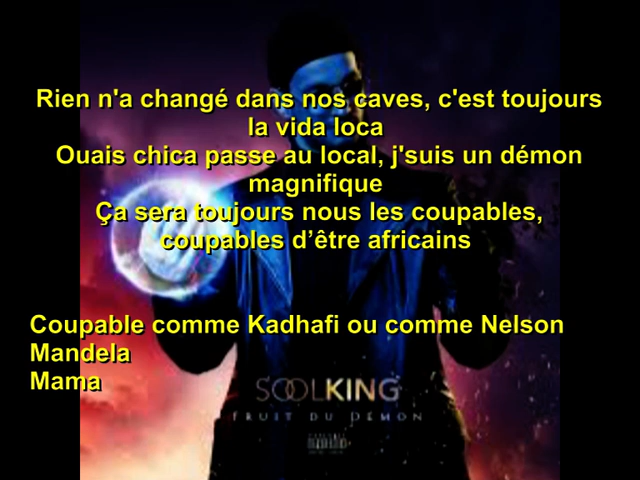 Rien n'a changé dans nos caves, c'est toujours
la vida loca
Ouais chica passe au local, j'suis un démon
magnifique
Ça sera toujours nous les coupables,
coupables d’être africains
Coupable comme Kadhafi ou comme Nelson
Mandela
Mama
SOOLKING
FRUIT DU DÉMON